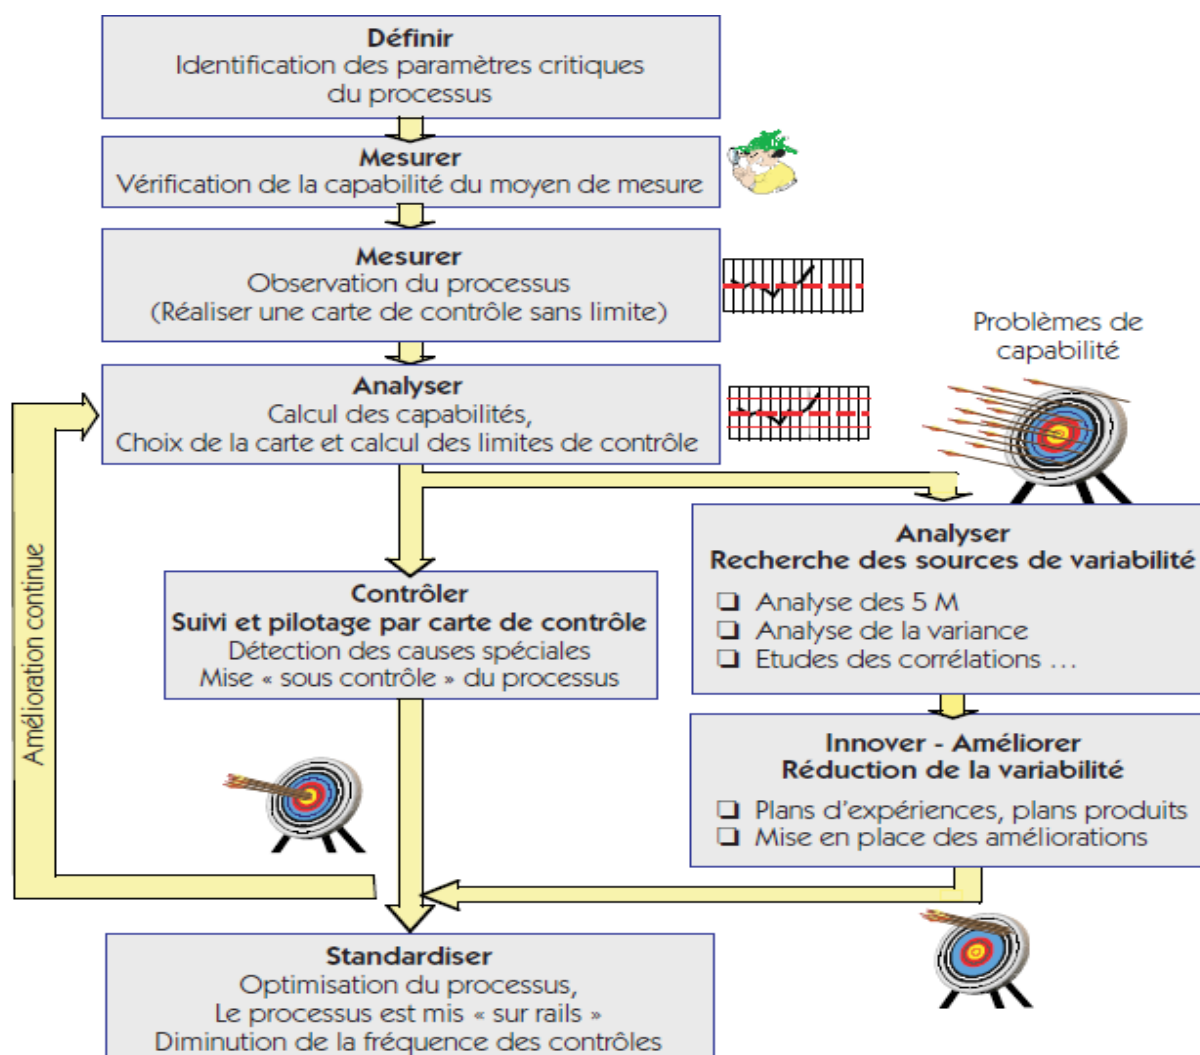 Définir
Identification des paramètres critiques
du processus
Mesurer
Vérification de la capabilité du moyen de mesure
Mesurer
Observation du processus
(Réaliser une carte de contrôle sans limite)
Problèmes de
capabilité
Analyser
Calcul des capabilités,
Choix de la carte et calcul des limites de contrôle
Amélioration continue
Analyser
Recherche des sources de variabilité
❑ Analyse des 5 M
❑ Analyse de la variance
❑ Etudes des corrélations …
Contrôler
Suivi et pilotage par carte de contrôle
Détection des causes spéciales
Mise « sous contrôle » du processus
Innover - Améliorer
Réduction de la variabilité
❑ Plans d’expériences, plans produits
❑ Mise en place des améliorations
Standardiser
Optimisation du processus,
Le processus est mis « sur rails »
Diminution de la fréquence des contrôles